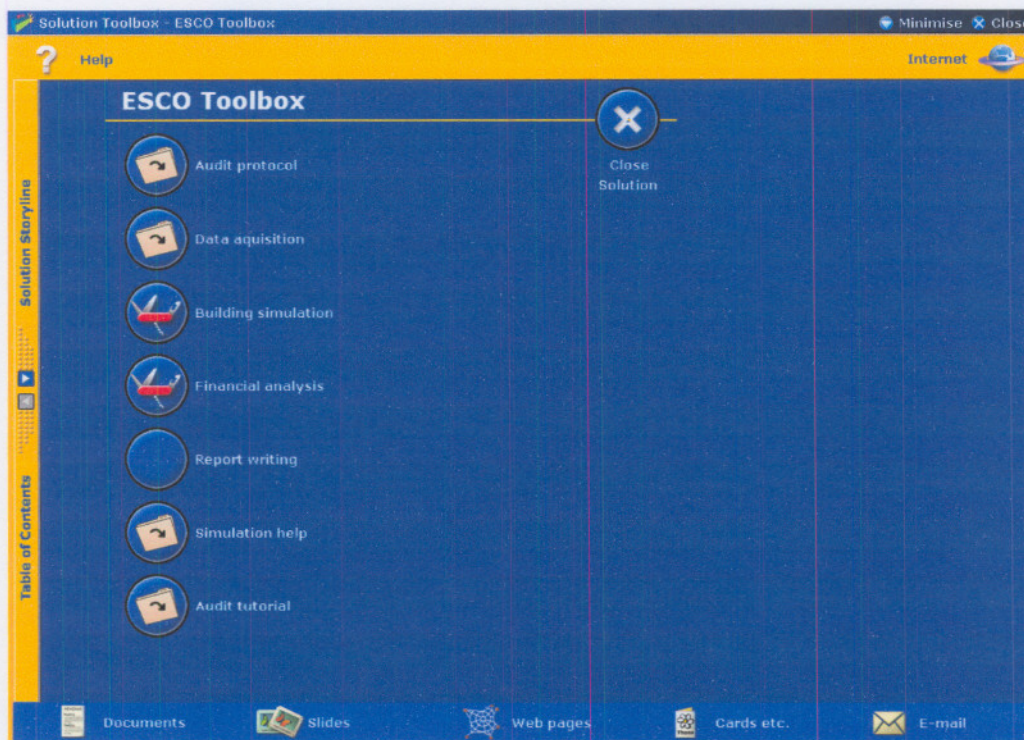 Solution Toolbox - ESCO Toolbox
Minimise
Close
Help
Internet
ESCO Toolbox
Close
Solution
Audit protocol
Data aquisition
Building simulation
Financial analysis
Report writing
Simulation help
Audit tutorial
Solution Storyline
Table of Contents
Documents
Slides
Web pages
Cards etc.
E-mail